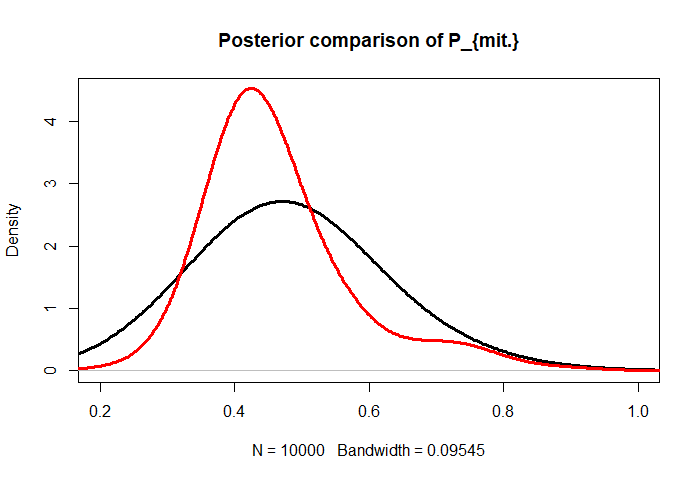 Posterior comparison of P_{mit.}
Density
4
3
2
1
0
0.2 0.4 0.6 0.8 1.0
N = 10000 Bandwidth = 0.09545